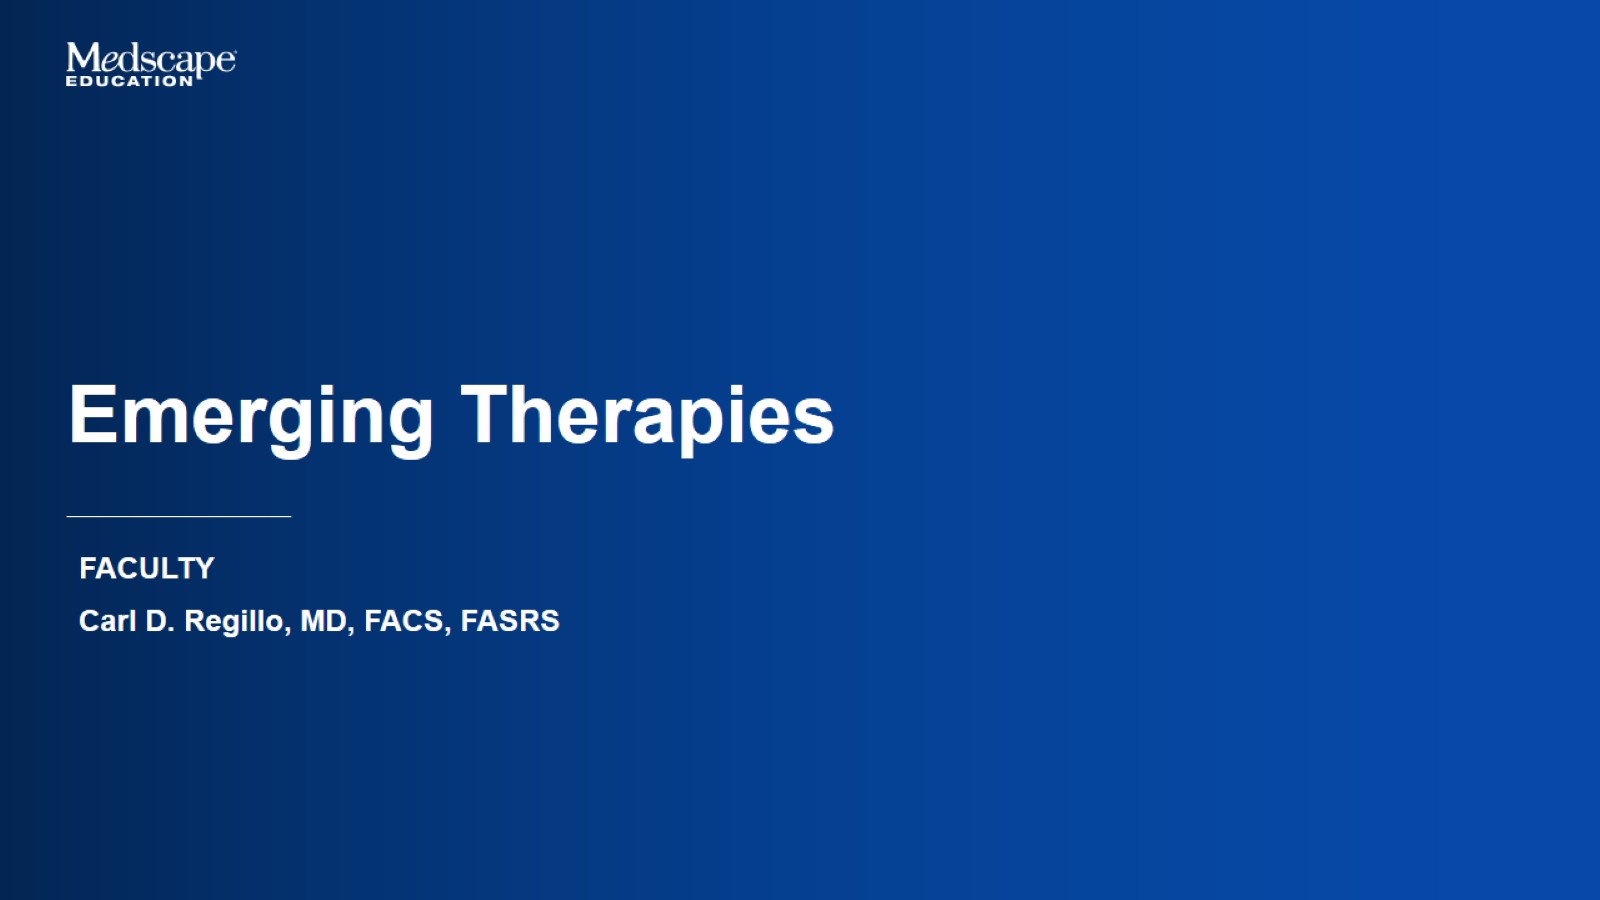 Medscape
EDUCATION
Emerging Therapies
FACULTY
Carl D. Regillo, MD, FACS, FASRS